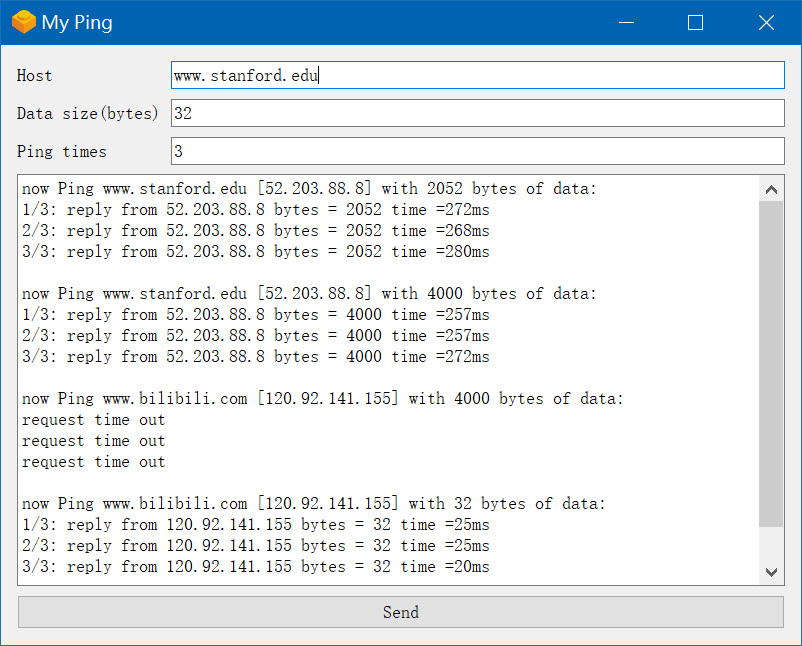 My Ping
Host
www.stanford.edu
Data size(bytes)
32
Ping times
3
now Ping www.stanford.edu [52.203.88.8] with 2052 bytes of data:
1/3: reply from 52.203.88.8 bytes = 2052 time =272ms
2/3: reply from 52.203.88.8 bytes = 2052 time =268ms
3/3: reply from 52.203.88.8 bytes = 2052 time =280ms

now Ping www.stanford.edu [52.203.88.8] with 4000 bytes of data:
1/3: reply from 52.203.88.8 bytes = 4000 time =257ms
2/3: reply from 52.203.88.8 bytes = 4000 time =257ms
3/3: reply from 52.203.88.8 bytes = 4000 time =272ms

now Ping www.bilibili.com [120.92.141.155] with 4000 bytes of data:
request time out
request time out
request time out

now Ping www.bilibili.com [120.92.141.155] with 32 bytes of data:
1/3: reply from 120.92.141.155 bytes = 32 time =25ms
2/3: reply from 120.92.141.155 bytes = 32 time =25ms
3/3: reply from 120.92.141.155 bytes = 32 time =20ms
Send